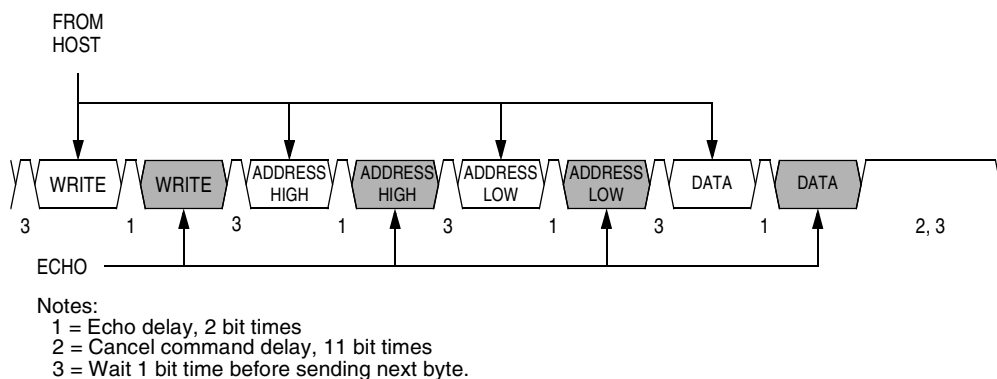 FROM
HOST
WRITE WRITE ADDRESS HIGH ADDRESS HIGH ADDRESS LOW ADDRESS LOW DATA DATA
3 1 3 1 3 1 3 1 2, 3
ECHO
Notes:
1 = Echo delay, 2 bit times
2 = Cancel command delay, 11 bit times
3 = Wait 1 bit time before sending next byte.